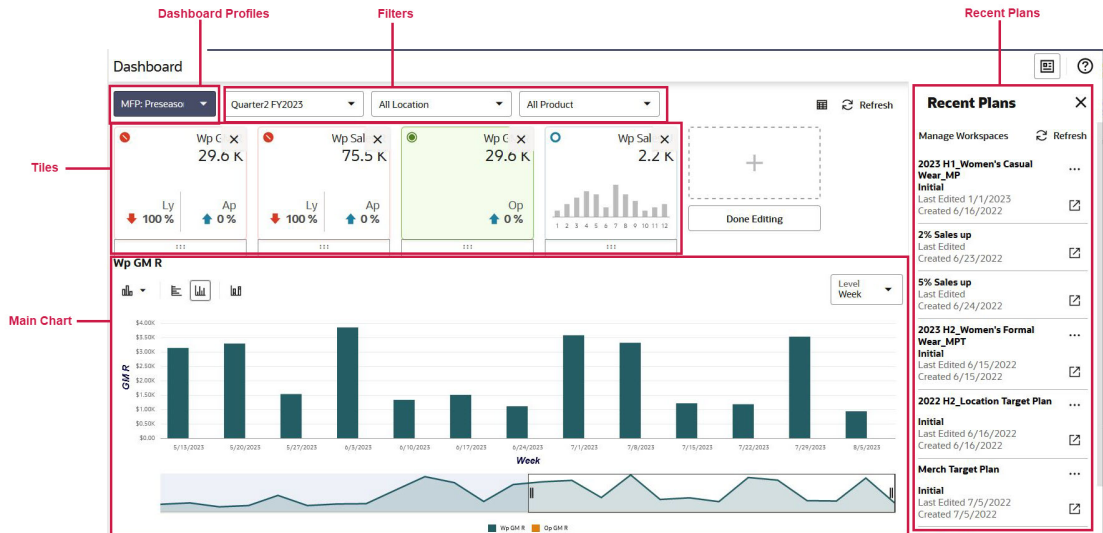 Dashboard Profiles
Filters
Recent Plans
Dashboard
MFP: Preseaso
Quarter2 FY2023
All Location
All Product
Refresh
Tiles
Wp G
29.6 K
Ly
100 %
Ap
0 %
Wp Sal
75.5 K
Ly
100 %
Ap
0 %
Wp G
29.6 K
Op
0 %
Wp Sal
2.2 K
1 2 3 4 5 6 7 8 9 10 11 12
Done Editing
Main Chart
Wp GM R
Level
Week
GM R
$4.00K
$3.50K
$3.00K
$2.50K
$2.00K
$1.50K
$1.00K
$0.50K
$0.00
5/13/2023 5/20/2023 5/27/2023 6/3/2023 6/10/2023 6/17/2023 6/24/2023 7/1/2023 7/8/2023 7/15/2023 7/22/2023 7/29/2023 8/5/2023
Week
Wp GM R Op GM R
Recent Plans
Manage Workspaces
Refresh
2023 H1_Women's Casual
Wear_MP
Initial
Last Edited 1/1/2023
Created 6/16/2022
2% Sales up
Last Edited
Created 6/23/2022
5% Sales up
Last Edited
Created 6/24/2022
2023 H2_Women's Formal
Wear_MPT
Initial
Last Edited 6/15/2022
Created 6/15/2022
2022 H2_Location Target Plan
Initial
Last Edited 6/16/2022
Created 6/16/2022
Merch Target Plan
Initial
Last Edited 7/5/2022
Created 7/5/2022